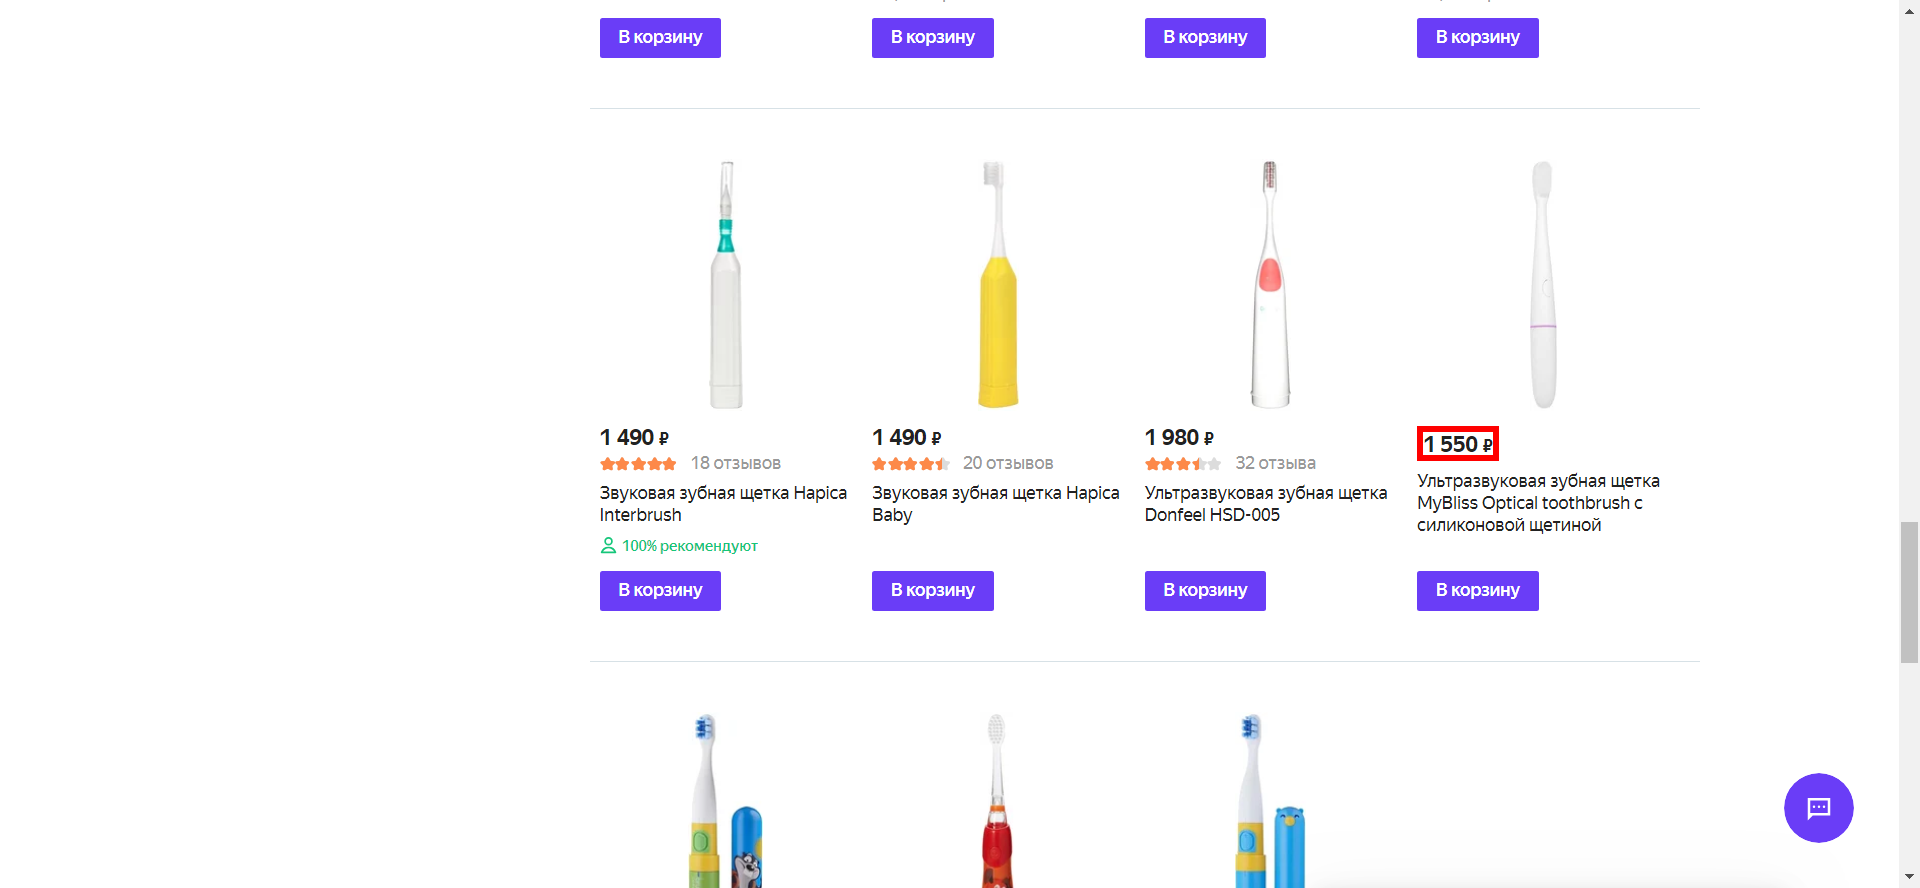 В корзину
В корзину
В корзину
В корзину
1 490 ₽
18 отзывов
Звуковая зубная щетка Hapica
Interbrush
100% рекомендуют
В корзину
1 490 ₽
20 отзывов
Звуковая зубная щетка Hapica
Baby
В корзину
1 980 ₽
32 отзыва
Ультразвуковая зубная щетка
Donfeel HSD-005
В корзину
1 550 ₽
Ультразвуковая зубная щетка
MyBliss Optical toothbrush с
силиконовой щетиной
В корзину